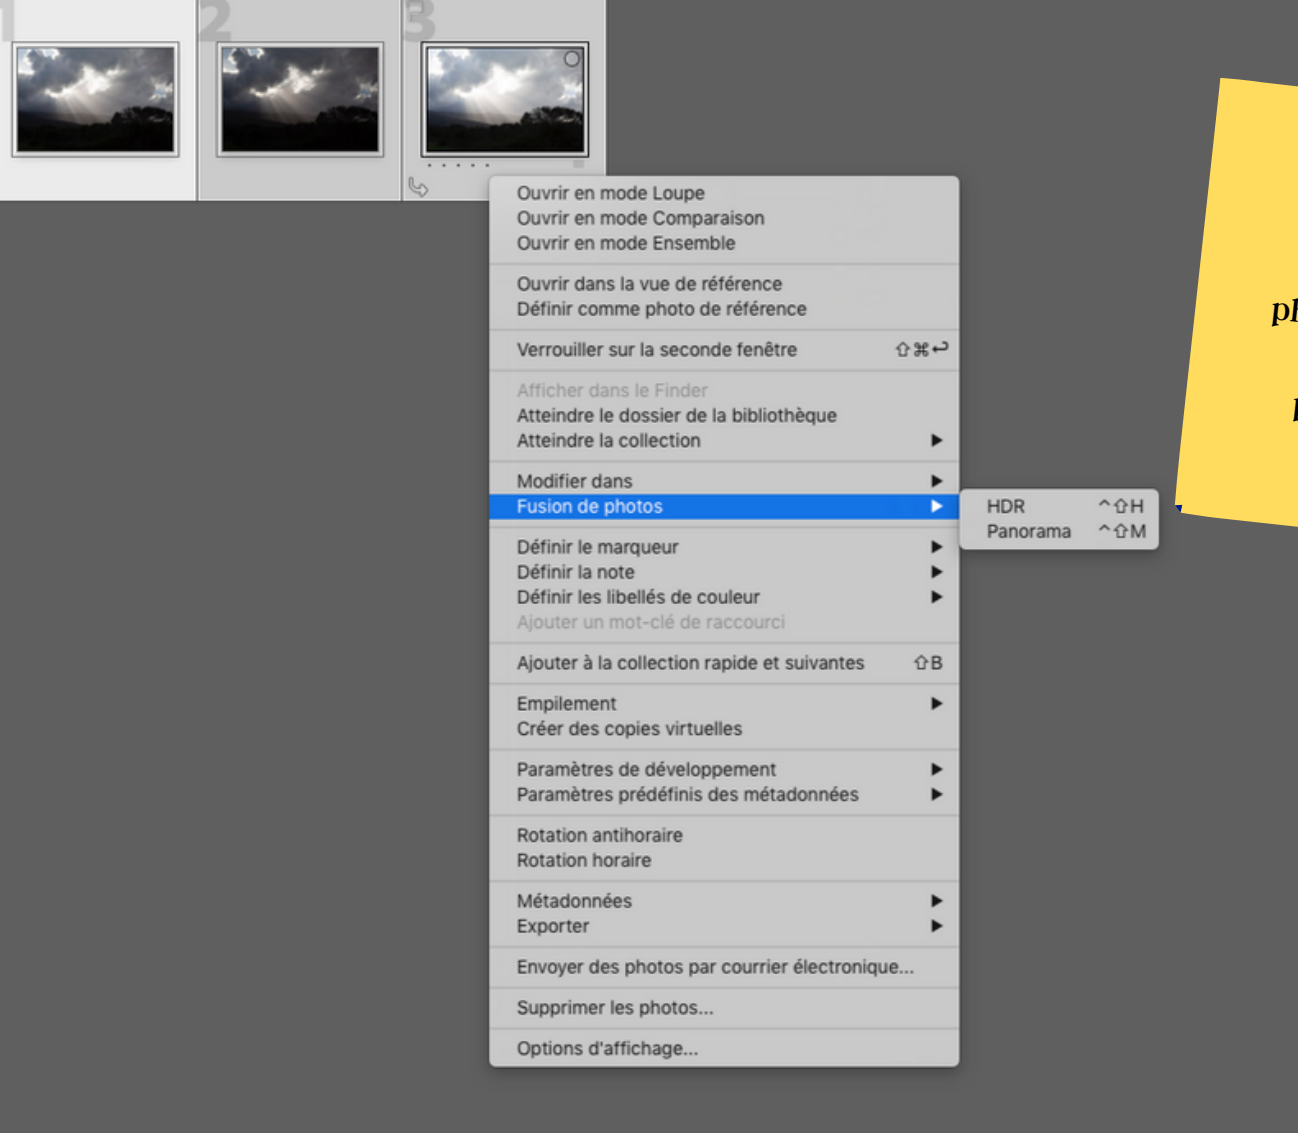 1
2
3
Ouvrir en mode Loupe
Ouvrir en mode Comparaison
Ouvrir en mode Ensemble
Ouvrir dans la vue de référence
Définir comme photo de référence
Verrouiller sur la seconde fenêtre ⇧⌘↩
Afficher dans le Finder
Atteindre le dossier de la bibliothèque
Atteindre la collection ▶
Modifier dans ▶
Fusion de photos ▶
HDR ^⇧H
Panorama ^⇧M
Définir le marqueur ▶
Définir la note ▶
Définir les libellés de couleur ▶
Ajouter un mot-clé de raccourci
Ajouter à la collection rapide et suivantes ⇧B
Empilement ▶
Créer des copies virtuelles
Paramètres de développement ▶
Paramètres prédéfinis des métadonnées ▶
Rotation antihoraire
Rotation horaire
Métadonnées ▶
Exporter ▶
Envoyer des photos par courrier électronique...
Supprimer les photos...
Options d'affichage...